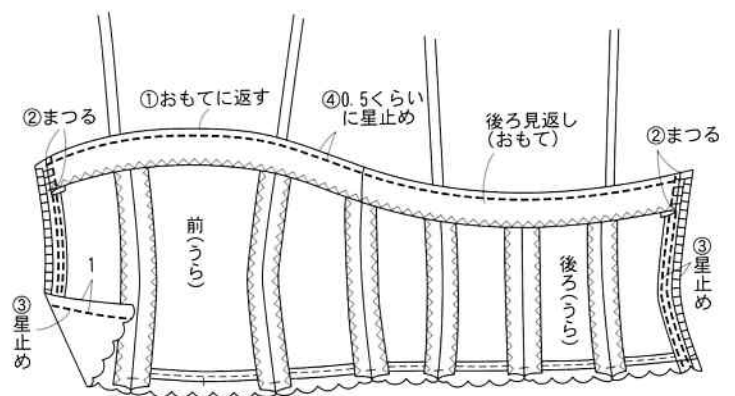 ①おもてに返す
④0.5くらい
に星止め
②まつる
後ろ見返し
(おもて)
②まつる
前(うら)
後ろ(うら)
③星止め
1
③星止め